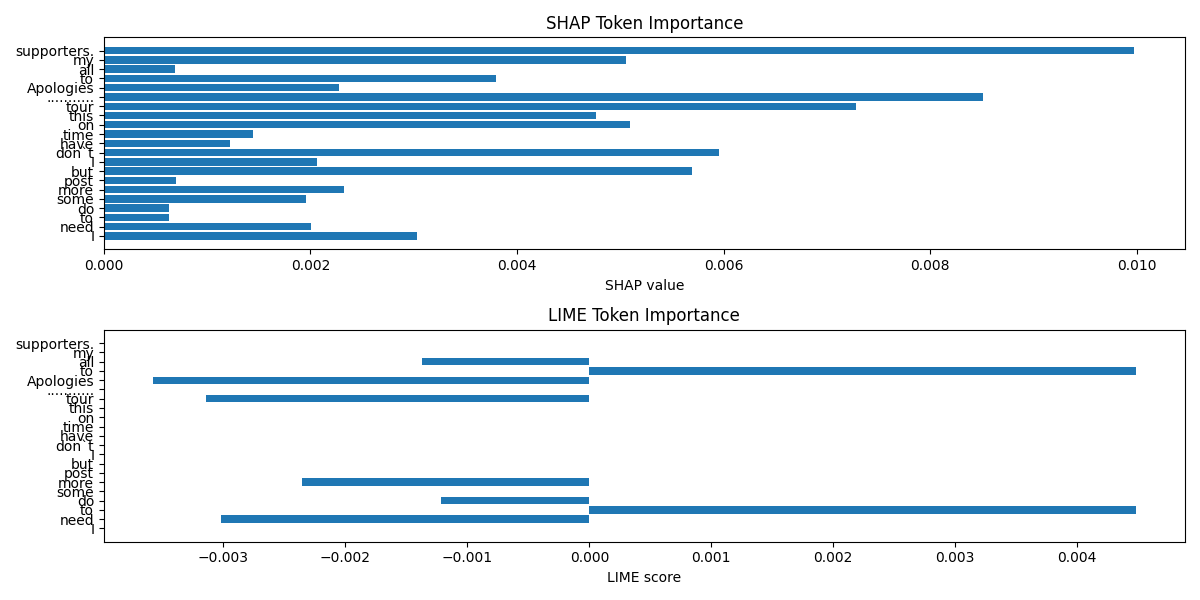 SHAP Token Importance
supporters.
my
all
to
Apologies
...........
tour
this
on
time
have
don`t
I
but
post
more
some
do
to
need
I
0.000 0.002 0.004 0.006 0.008 0.010
SHAP value
LIME Token Importance
supporters.
my
all
to
Apologies
...........
tour
this
on
time
have
don`t
I
but
post
more
some
do
to
need
I
−0.003 −0.002 −0.001 0.000 0.001 0.002 0.003 0.004
LIME score